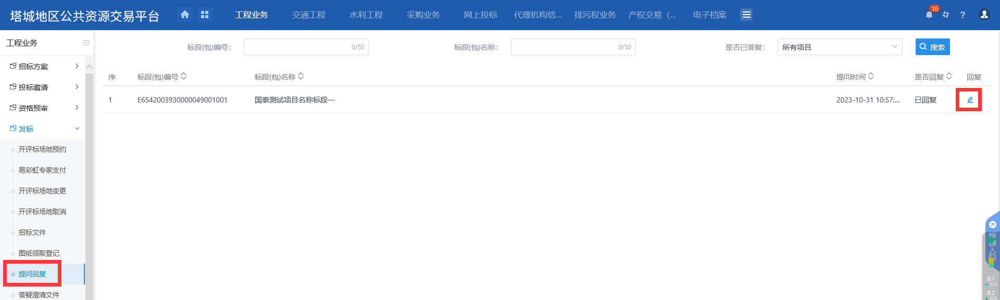 塔城地区公共资源交易平台
工程业务
交通工程
水利工程
采购业务
网上投标
代理机构信...
排污权业务
产权交易（...
电子档案
16
?
工程业务
招标方案
投标邀请
资格预审
发标
开评标场地预约
易彩虹专家支付
开评标场地变更
开评标场地取消
招标文件
图纸领取登记
提问回复
答疑澄清文件
标段(包)编号：
0/50
标段(包)名称：
0/50
是否已答复：
所有项目
搜索
序 标段(包)编号 标段(包)名称 提问时间 是否回复 回复
1 E6542003930000049001001 国泰测试项目名称标段一 2023-10-31 10:57:... 已回复
快捷入口
0.1
K/s
0.2
K/s